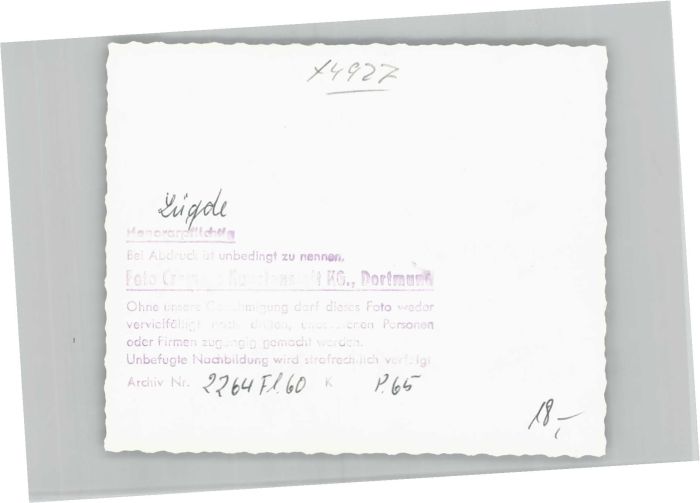 x4927
Lügde
Honorarpflichtig
Bei Abdruck ist unbedingt zu nennen.
Foto Kunstanstalt KG., Dortmund
Ohne unsere Genehmigung darf dieses Foto weder
vervielfältigt noch dritten, Personen
oder Firmen zugängig gemacht werden.
Unbefugte Nachbildung wird strafrechtlich verfolgt
Archiv Nr. 2264 Fl. 60 K P. 65
18,-